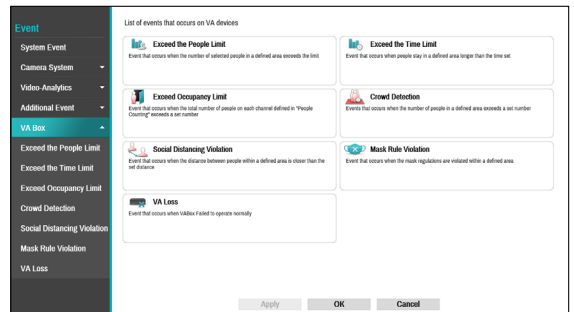 Event
System Event
Camera System
Video-Analytics
Additional Event
VA Box
Exceed the People Limit
Exceed the Time Limit
Exceed Occupancy Limit
Crowd Detection
Social Distancing Violation
Mask Rule Violation
VA Loss
List of events that occurs on VA devices
Exceed the People Limit
Event that occurs when the number of selected people in a defined area exceeds the limit
Exceed the Time Limit
Event that occurs when people stay in a defined area longer than the time set
Exceed Occupancy Limit
Event that occurs when the total number of people on each channel defined in "People
Counting" exceeds a set number
Crowd Detection
Events that occurs when the number of people in a defined area exceeds a set number
Social Distancing Violation
Event that occurs when the distance between people within a defined area is closer than the
set distance
Mask Rule Violation
Event that occurs when the mask regulations are violated within a defined area
VA Loss
Event that occurs when VABox Failed to operate normally
Apply
OK
Cancel